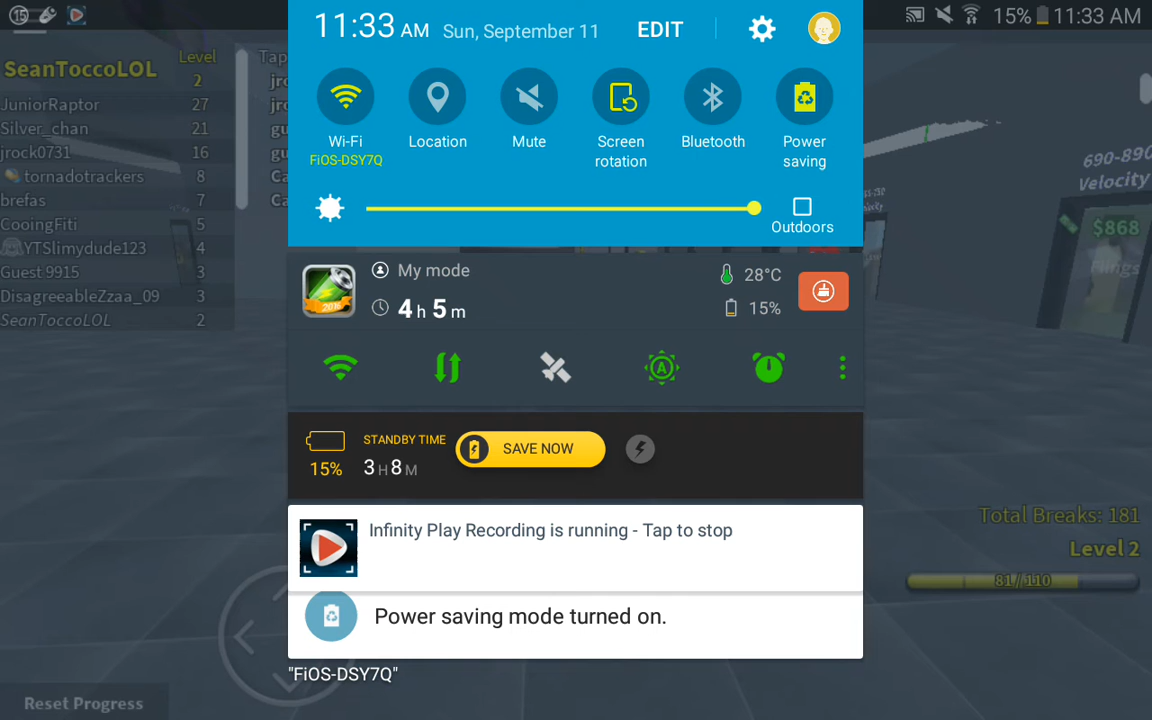 15
15% 11:33 AM
11:33 AM Sun, September 11 EDIT
Wi-Fi
FiOS-DSY7Q
Location
Mute
Screen
rotation
Bluetooth
Power
saving
Outdoors
SeanToccoLOL
Level
2
JuniorRaptor 27
Silver_chan 21
jrock0731 16
tornadotrackers 8
brefas 7
CooingFiti 5
YTSlimydude123 4
Guest 9915 3
DisagreeableZzaa_09 3
SeanToccoLOL 2
690-890
Velocity
$868
2016
My mode
4 h 5 m
28°C
15%
A
15%
STANDBY TIME
3 H 8 M
SAVE NOW
Infinity Play Recording is running - Tap to stop
Power saving mode turned on.
"FiOS-DSY7Q"
Total Breaks: 181
Level 2
81 / 110
Reset Progress